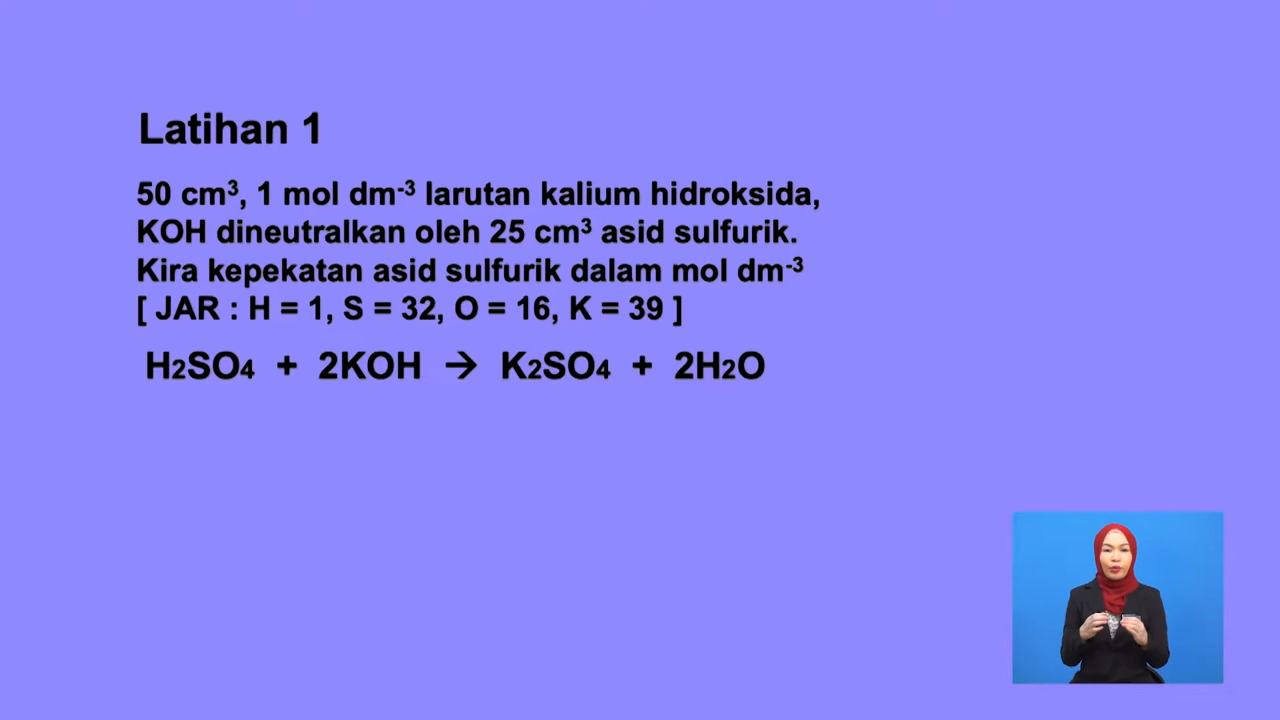 Latihan 1
50 cm³, 1 mol dm⁻³ larutan kalium hidroksida,
KOH dineutralkan oleh 25 cm³ asid sulfurik.
Kira kepekatan asid sulfurik dalam mol dm⁻³
[ JAR : H = 1, S = 32, O = 16, K = 39 ]
H₂SO₄ + 2KOH → K₂SO₄ + 2H₂O